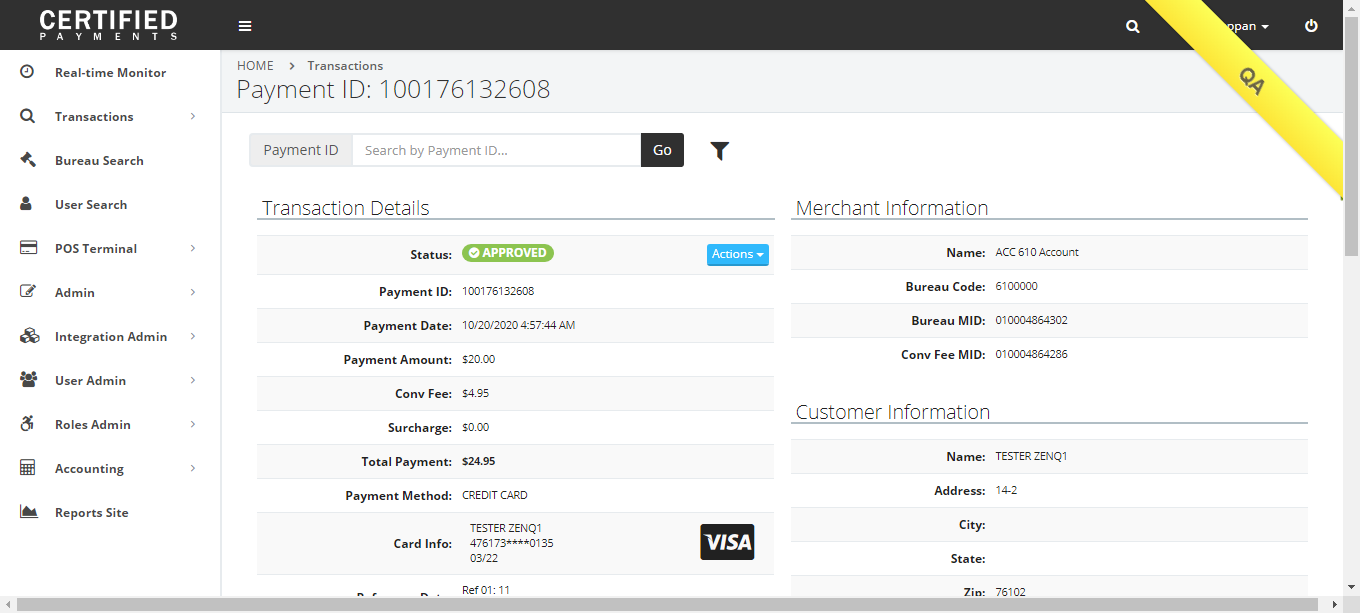 CERTIFIED
PAYMENTS
QA
Real-time Monitor
Transactions
Bureau Search
User Search
POS Terminal
Admin
Integration Admin
User Admin
Roles Admin
Accounting
Reports Site
HOME > Transactions
Payment ID: 100176132608
Payment ID Search by Payment ID... Go
Transaction Details
Status: APPROVED Actions
Payment ID: 100176132608
Payment Date: 10/20/2020 4:57:44 AM
Payment Amount: $20.00
Conv Fee: $4.95
Surcharge: $0.00
Total Payment: $24.95
Payment Method: CREDIT CARD
Card Info: TESTER ZENQ1
476173****0135
03/22
VISA
Ref 01: 11
Merchant Information
Name: ACC 610 Account
Bureau Code: 6100000
Bureau MID: 010004864302
Conv Fee MID: 010004864286
Customer Information
Name: TESTER ZENQ1
Address: 14-2
City:
State:
Zip: 76102